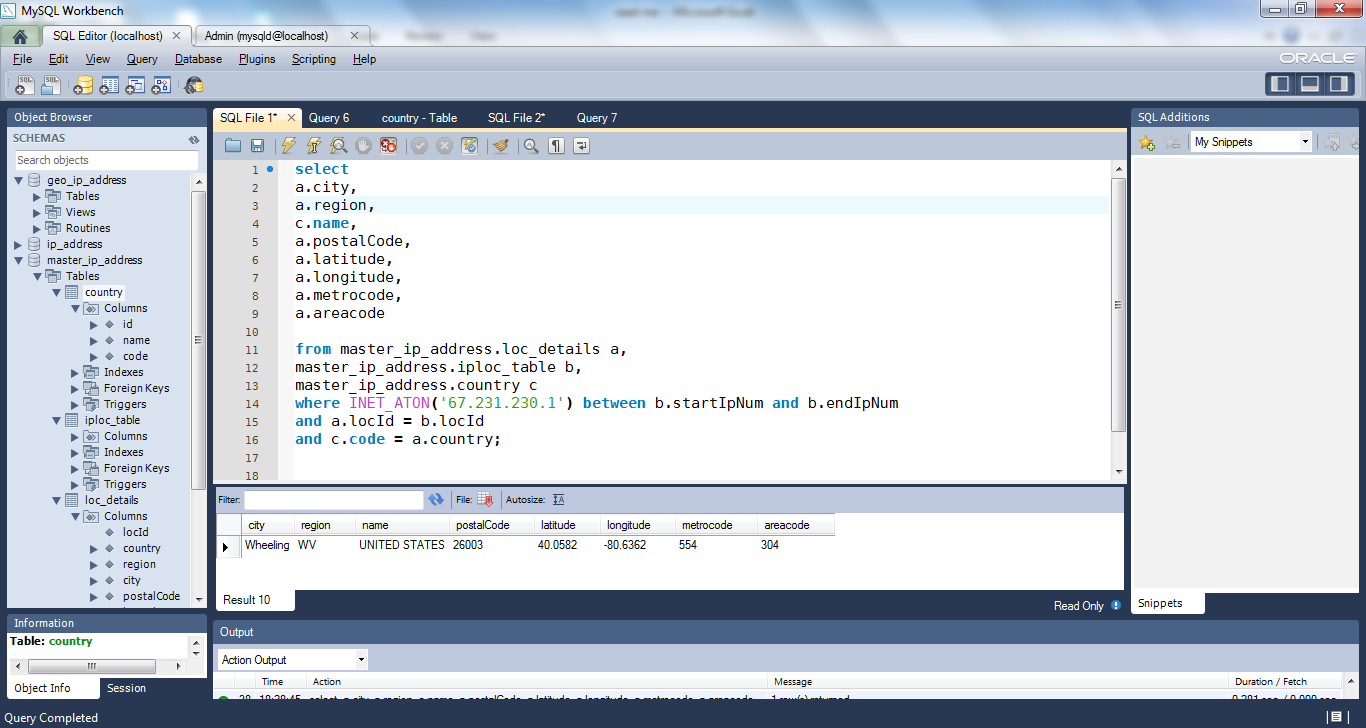 MySQL Workbench
SQL Editor (localhost)
Admin (mysqld@localhost)
File Edit View Query Database Plugins Scripting Help
ORACLE
Object Browser
SCHEMAS
Search objects
geo_ip_address
Tables
Views
Routines
ip_address
master_ip_address
Tables
country
Columns
id
name
code
Indexes
Foreign Keys
Triggers
iploc_table
Columns
Indexes
Foreign Keys
Triggers
loc_details
Columns
locId
country
region
city
postalCode
Information
Table: country
Object Info Session
SQL File 1* Query 6 country - Table SQL File 2* Query 7
1 select
2 a.city,
3 a.region,
4 c.name,
5 a.postalCode,
6 a.latitude,
7 a.longitude,
8 a.metrocode,
9 a.areacode
10
11 from master_ip_address.loc_details a,
12 master_ip_address.iploc_table b,
13 master_ip_address.country c
14 where INET_ATON('67.231.230.1') between b.startIpNum and b.endIpNum
15 and a.locId = b.locId
16 and c.code = a.country;
17
18
Filter: File: Autosize:
city region name postalCode latitude longitude metrocode areacode
Wheeling WV UNITED STATES 26003 40.0582 -80.6362 554 304
Result 10
Read Only
SQL Additions
My Snippets
Snippets
Output
Action Output
Time Action Message Duration / Fetch
Query Completed